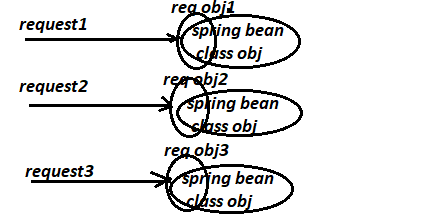 req obj1
request1
spring bean
class obj
req obj2
request2
spring bean
class obj
req obj3
request3
spring bean
class obj